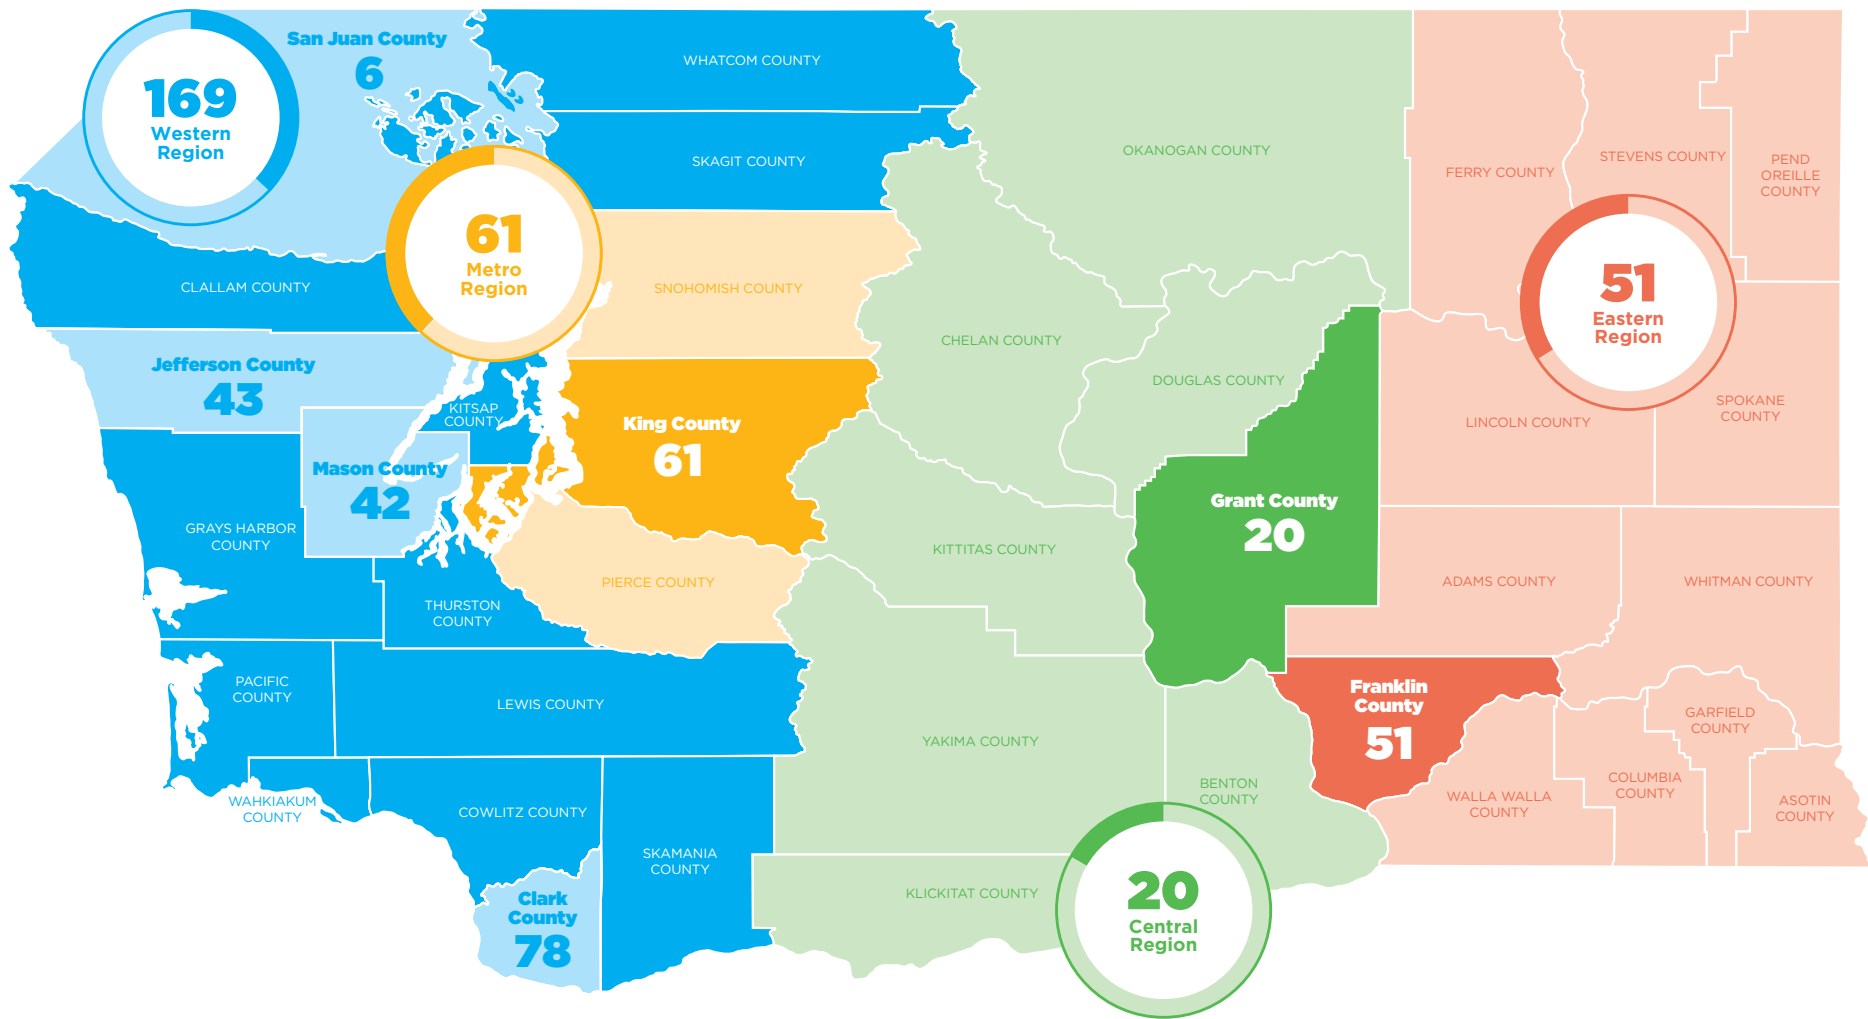 San Juan County
6
WHATCOM COUNTY
169
Western
Region
SKAGIT COUNTY
OKANOGAN COUNTY
FERRY COUNTY
STEVENS COUNTY
PEND
OREILLE
COUNTY
61
Metro
Region
CLALLAM COUNTY
SNOHOMISH COUNTY
51
Eastern
Region
CHELAN COUNTY
DOUGLAS COUNTY
Jefferson County
43
KITSAP
COUNTY
King County
61
LINCOLN COUNTY
SPOKANE
COUNTY
Mason County
42
Grant County
20
GRAYS HARBOR
COUNTY
KITTITAS COUNTY
PIERCE COUNTY
ADAMS COUNTY
WHITMAN COUNTY
THURSTON
COUNTY
PACIFIC
COUNTY
LEWIS COUNTY
YAKIMA COUNTY
Franklin
County
51
GARFIELD
COUNTY
WAHKIAKUM
COUNTY
COWLITZ COUNTY
BENTON
COUNTY
WALLA WALLA
COUNTY
COLUMBIA
COUNTY
ASOTIN
COUNTY
SKAMANIA
COUNTY
Clark
County
78
KLICKITAT COUNTY
20
Central
Region